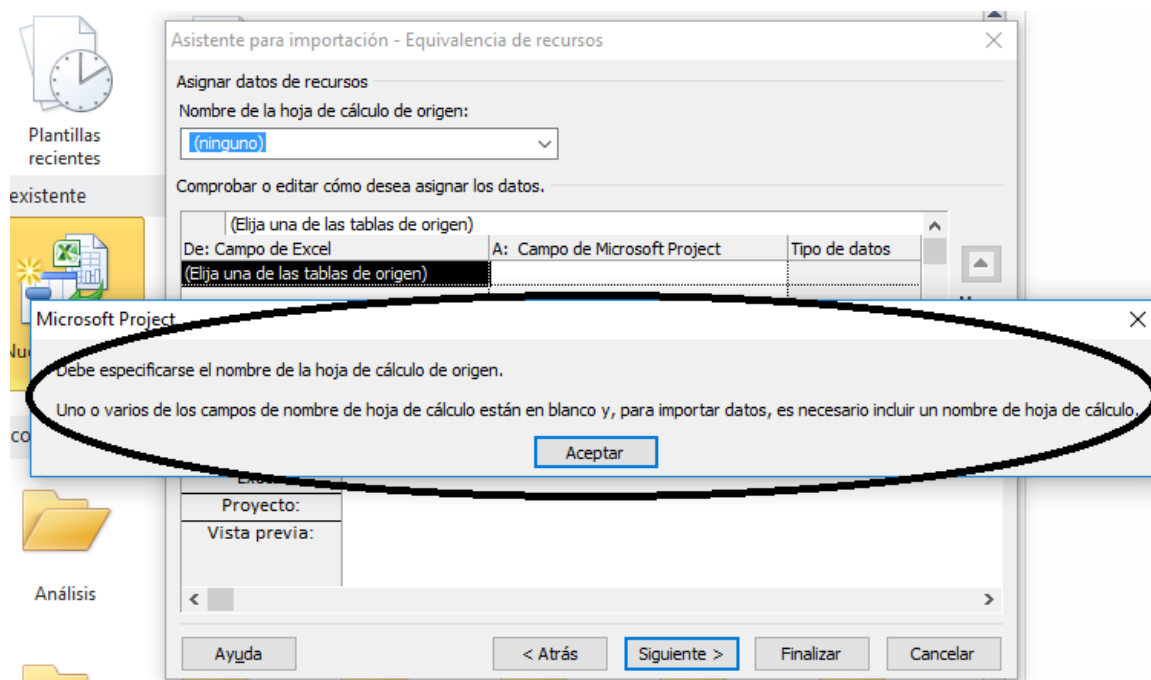 Plantillas
recientes
existente
Análisis
Asistente para importación - Equivalencia de recursos
Asignar datos de recursos
Nombre de la hoja de cálculo de origen:
(ninguno)
Comprobar o editar cómo desea asignar los datos.
(Elija una de las tablas de origen)
De: Campo de Excel A: Campo de Microsoft Project Tipo de datos
(Elija una de las tablas de origen)
Microsoft Project
Debe especificarse el nombre de la hoja de cálculo de origen.
Uno o varios de los campos de nombre de hoja de cálculo están en blanco y, para importar datos, es necesario incluir un nombre de hoja de cálculo.
Aceptar
Proyecto:
Vista previa:
Ayuda < Atrás Siguiente > Finalizar Cancelar